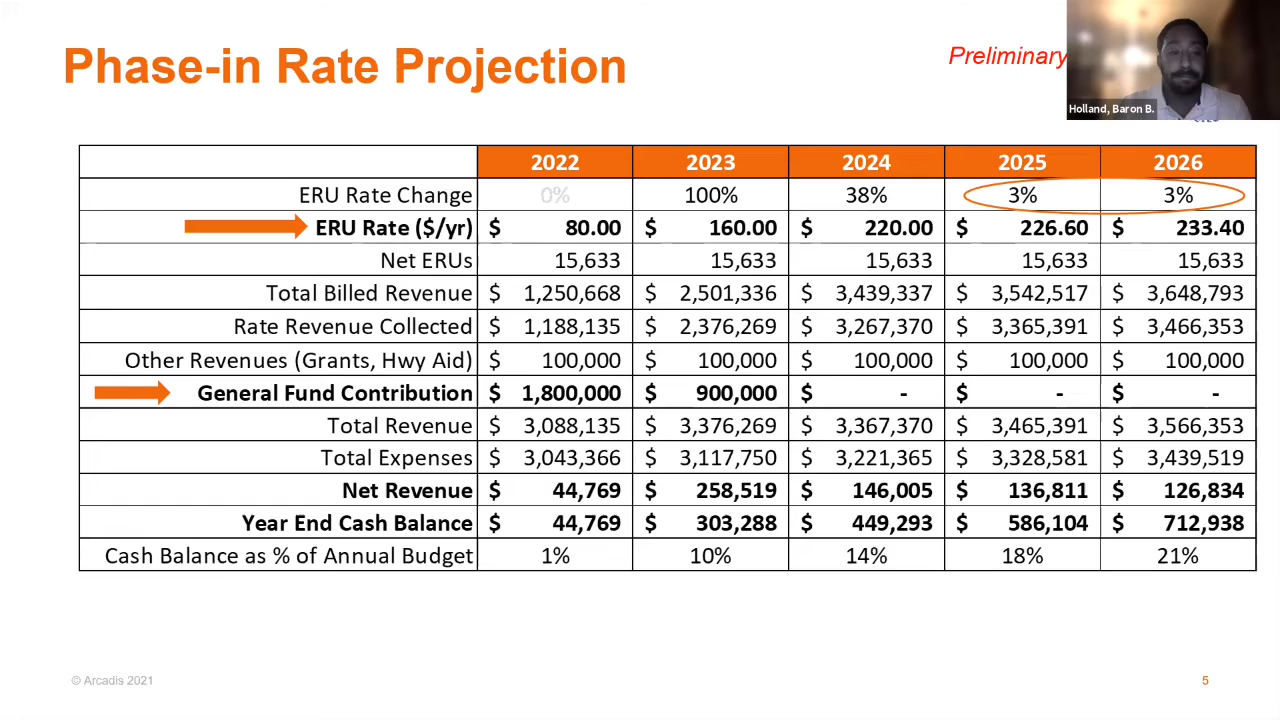 Phase-in Rate Projection
Preliminary
Holland, Baron B.
2022 2023 2024 2025 2026
ERU Rate Change 0% 100% 38% 3% 3%
ERU Rate ($/yr) $ 80.00 $ 160.00 $ 220.00 $ 226.60 $ 233.40
Net ERUs 15,633 15,633 15,633 15,633 15,633
Total Billed Revenue $ 1,250,668 $ 2,501,336 $ 3,439,337 $ 3,542,517 $ 3,648,793
Rate Revenue Collected $ 1,188,135 $ 2,376,269 $ 3,267,370 $ 3,365,391 $ 3,466,353
Other Revenues (Grants, Hwy Aid) $ 100,000 $ 100,000 $ 100,000 $ 100,000 $ 100,000
General Fund Contribution $ 1,800,000 $ 900,000 $ - $ - $ -
Total Revenue $ 3,088,135 $ 3,376,269 $ 3,367,370 $ 3,465,391 $ 3,566,353
Total Expenses $ 3,043,366 $ 3,117,750 $ 3,221,365 $ 3,328,581 $ 3,439,519
Net Revenue $ 44,769 $ 258,519 $ 146,005 $ 136,811 $ 126,834
Year End Cash Balance $ 44,769 $ 303,288 $ 449,293 $ 586,104 $ 712,938
Cash Balance as % of Annual Budget 1% 10% 14% 18% 21%
© Arcadis 2021
5